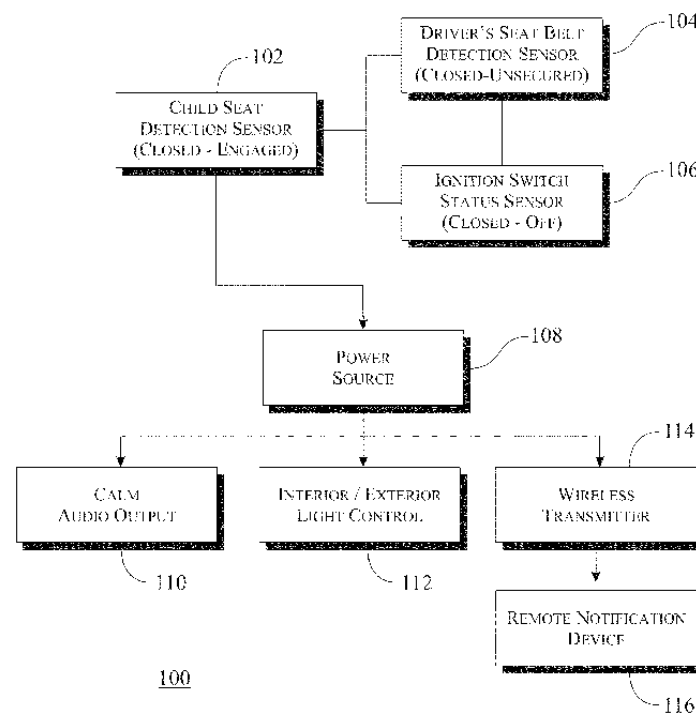 DRIVER'S SEAT BELT
DETECTION SENSOR
(CLOSED-UNSECURED)
104
102
CHILD SEAT
DETECTION SENSOR
(CLOSED - ENGAGED)
IGNITION SWITCH
STATUS SENSOR
(CLOSED - OFF)
106
POWER
SOURCE
108
114
CALM
AUDIO OUTPUT
INTERIOR / EXTERIOR
LIGHT CONTROL
WIRELESS
TRANSMITTER
110
112
REMOTE NOTIFICATION
DEVICE
100
116